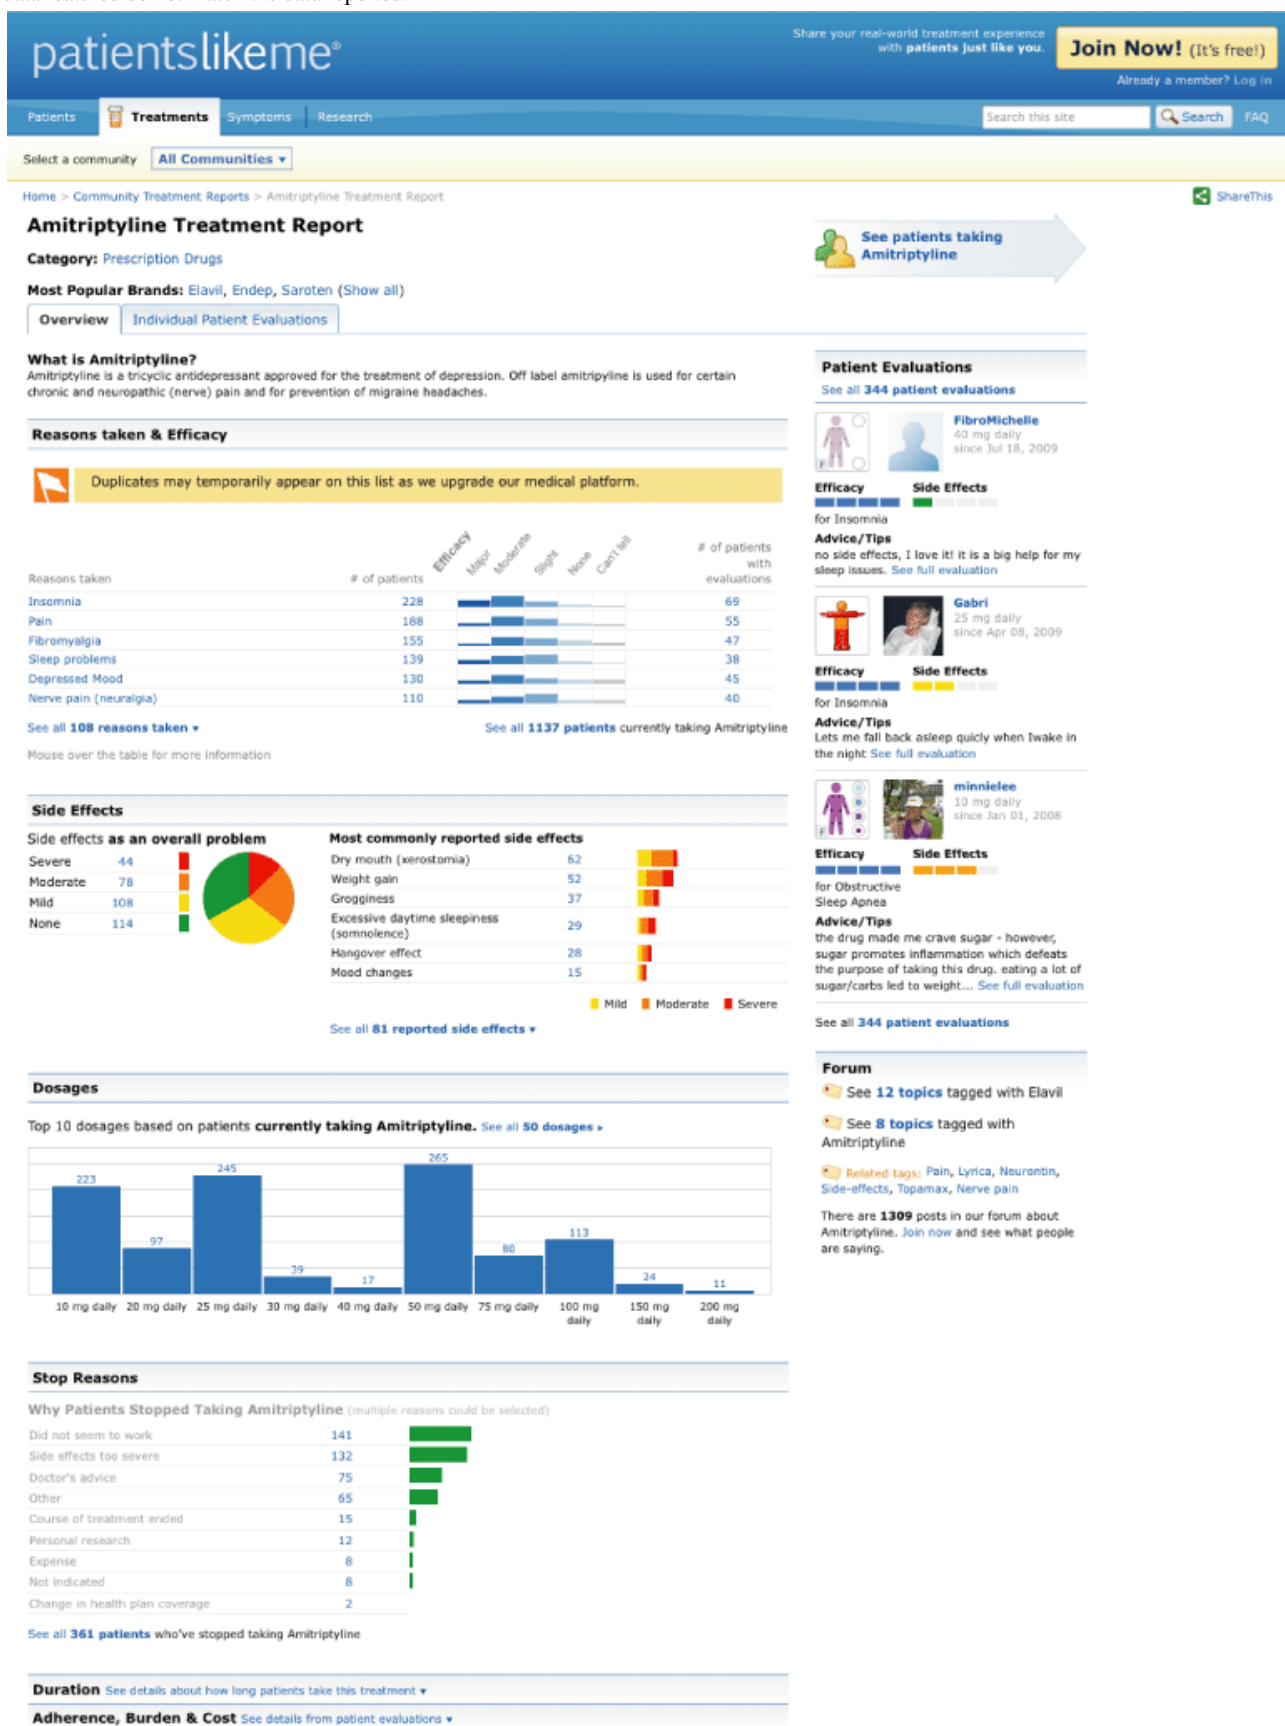 patientslikeme®
Share your real-world treatment experience
with patients just like you.
Join Now! (It's free!)
Already a member? Log in
Patients
Treatments
Symptoms
Research
Search this site
Search
FAQ
Select a community
All Communities
Home > Community Treatment Reports > Amitriptyline Treatment Report
ShareThis
Amitriptyline Treatment Report
Category: Prescription Drugs
Most Popular Brands: Elavil, Endep, Saroten (Show all)
Overview
Individual Patient Evaluations
What is Amitriptyline?
Amitriptyline is a tricyclic antidepressant approved for the treatment of depression. Off label amitripyline is used for certain
chronic and neuropathic (nerve) pain and for prevention of migraine headaches.
Reasons taken & Efficacy
Duplicates may temporarily appear on this list as we upgrade our medical platform.
Reasons taken
# of patients
Efficacy
Major
Moderate
Slight
None
Can't tell
# of patients
with
evaluations
Insomnia 228 69
Pain 188 55
Fibromyalgia 155 47
Sleep problems 139 38
Depressed Mood 130 45
Nerve pain (neuralgia) 110 40
See all 108 reasons taken
See all 1137 patients currently taking Amitriptyline
Mouse over the table for more information
Side Effects
Side effects as an overall problem
Severe 44
Moderate 78
Mild 108
None 114
Most commonly reported side effects
Dry mouth (xerostomia) 62
Weight gain 52
Grogginess 37
Excessive daytime sleepiness
(somnolence) 29
Hangover effect 28
Mood changes 15
Mild Moderate Severe
See all 81 reported side effects
Dosages
Top 10 dosages based on patients currently taking Amitriptyline. See all 50 dosages
223 97 245 39 17 265 80 113 24 11
10 mg daily 20 mg daily 25 mg daily 30 mg daily 40 mg daily 50 mg daily 75 mg daily 100 mg daily 150 mg daily 200 mg daily
Stop Reasons
Why Patients Stopped Taking Amitriptyline (multiple reasons could be selected)
Did not seem to work 141
Side effects too severe 132
Doctor's advice 75
Other 65
Course of treatment ended 15
Personal research 12
Expense 8
Not indicated 8
Change in health plan coverage 2
See all 361 patients who've stopped taking Amitriptyline
Duration See details about how long patients take this treatment
Adherence, Burden & Cost See details from patient evaluations
See patients taking
Amitriptyline
Patient Evaluations
See all 344 patient evaluations
F
FibroMichelle
40 mg daily
since Jul 18, 2009
Efficacy Side Effects
for Insomnia
Advice/Tips
no side effects, I love it! it is a big help for my
sleep issues. See full evaluation
Gabri
25 mg daily
since Apr 08, 2009
Efficacy Side Effects
for Insomnia
Advice/Tips
Lets me fall back asleep quicly when Iwake in
the night See full evaluation
F
minnielee
10 mg daily
since Jan 01, 2008
Efficacy Side Effects
for Obstructive
Sleep Apnea
Advice/Tips
the drug made me crave sugar - however,
sugar promotes inflammation which defeats
the purpose of taking this drug. eating a lot of
sugar/carbs led to weight... See full evaluation
See all 344 patient evaluations
Forum
See 12 topics tagged with Elavil
See 8 topics tagged with
Amitriptyline
Related tags: Pain, Lyrica, Neurontin,
Side-effects, Topamax, Nerve pain
There are 1309 posts in our forum about
Amitriptyline. Join now and see what people
are saying.